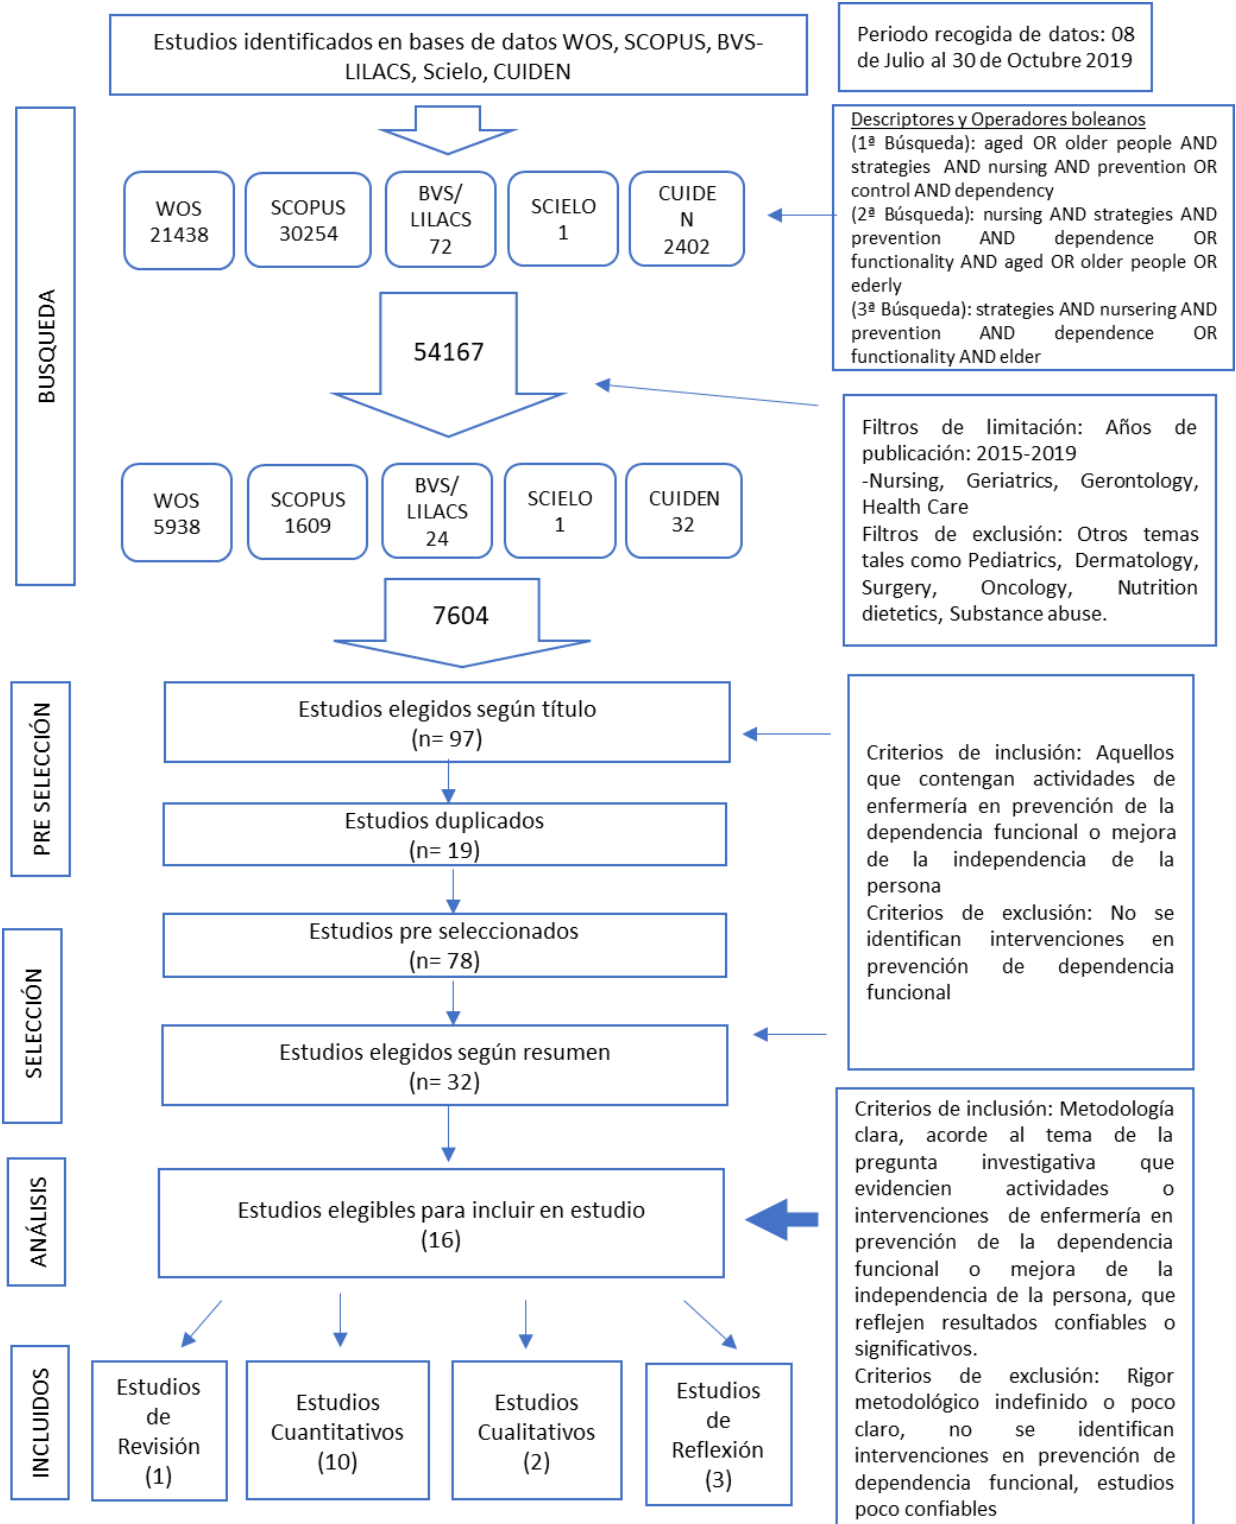 Estudios identificados en bases de datos WOS, SCOPUS, BVS-
LILACS, Scielo, CUIDEN
Periodo recogida de datos: 08
de Julio al 30 de Octubre 2019
BUSQUEDA
WOS
21438
SCOPUS
30254
BVS/
LILACS
72
SCIELO
1
CUIDE
N
2402
Descriptores y Operadores boleanos
(1ª Búsqueda): aged OR older people AND
strategies AND nursing AND prevention OR
control AND dependency
(2ª Búsqueda): nursing AND strategies AND
prevention AND dependence OR
functionality AND aged OR older people OR
ederly
(3ª Búsqueda): strategies AND nursering AND
prevention AND dependence OR
functionality AND elder
54167
Filtros de limitación: Años de
publicación: 2015-2019
-Nursing, Geriatrics, Gerontology,
Health Care
Filtros de exclusión: Otros temas
tales como Pediatrics, Dermatology,
Surgery, Oncology, Nutrition
dietetics, Substance abuse.
WOS
5938
SCOPUS
1609
BVS/
LILACS
24
SCIELO
1
CUIDEN
32
7604
PRE SELECCIÓN
Estudios elegidos según título
(n= 97)
Estudios duplicados
(n= 19)
Criterios de inclusión: Aquellos
que contengan actividades de
enfermería en prevención de la
dependencia funcional o mejora
de la independencia de la
persona
Criterios de exclusión: No se
identifican intervenciones en
prevención de dependencia
funcional
SELECCIÓN
Estudios pre seleccionados
(n= 78)
Estudios elegidos según resumen
(n= 32)
ANÁLISIS
Estudios elegibles para incluir en estudio
(16)
Criterios de inclusión: Metodología
clara, acorde al tema de la
pregunta investigativa que
evidencien actividades o
intervenciones de enfermería en
prevención de la dependencia
funcional o mejora de la
independencia de la persona, que
reflejen resultados confiables o
significativos.
Criterios de exclusión: Rigor
metodológico indefinido o poco
claro, no se identifican
intervenciones en prevención de
dependencia funcional, estudios
poco confiables
INCLUIDOS
Estudios
de
Revisión
(1)
Estudios
Cuantitativos
(10)
Estudios
Cualitativos
(2)
Estudios
de
Reflexión
(3)